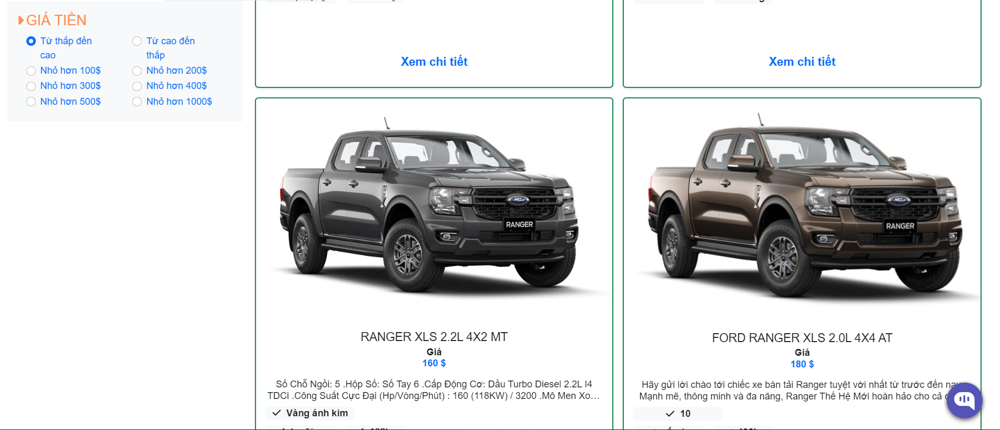 GIÁ TIỀN
Từ thấp đến
cao
Từ cao đến
thấp
Nhỏ hơn 100$
Nhỏ hơn 200$
Nhỏ hơn 300$
Nhỏ hơn 400$
Nhỏ hơn 500$
Nhỏ hơn 1000$
Xem chi tiết
Xem chi tiết
Ford
RANGER
RANGER XLS 2.2L 4X2 MT
Giá
160 $
Số Chỗ Ngồi: 5 .Hộp Số: Số Tay 6 .Cấp Động Cơ: Dầu Turbo Diesel 2.2L I4
TDCi .Công Suất Cực Đại (Hp/Vòng/Phút) : 160 (118KW) / 3200 .Mô Men Xo…
Vàng ánh kim
Ford
RANGER
FORD RANGER XLS 2.0L 4X4 AT
Giá
180 $
Hãy gửi lời chào tới chiếc xe bán tải Ranger tuyệt vời nhất từ trước đến nay
Mạnh mẽ, thông minh và đa năng, Ranger Thế Hệ Mới hoàn hảo cho cả
10